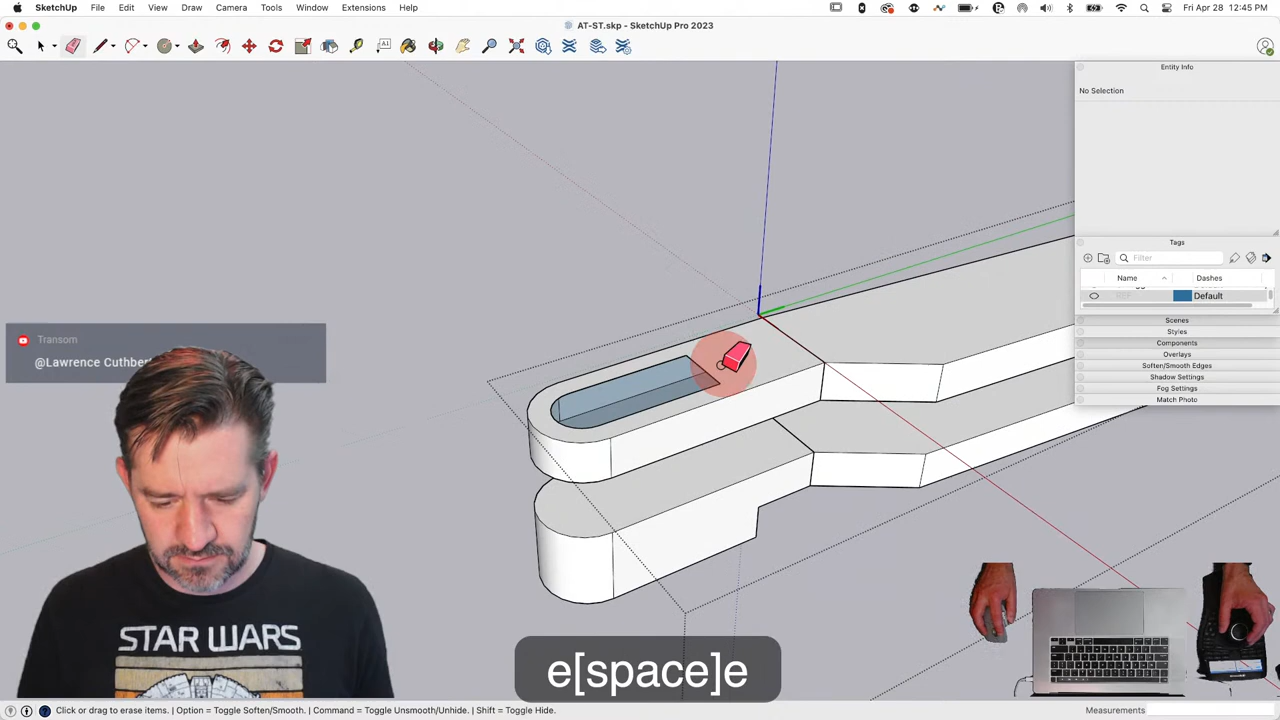 SketchUp File Edit View Draw Camera Tools Window Extensions Help
Fri Apr 28 12:45 PM
AT-ST.skp - SketchUp Pro 2023
Entity Info
No Selection
Tags
Filter
Name Dashes
REF Default
Scenes
Styles
Components
Overlays
Soften/Smooth Edges
Shadow Settings
Fog Settings
Match Photo
Transom
@Lawrence
STAR WARS
e[space]e
Click or drag to erase items. | Option = Toggle Soften/Smooth. | Command = Toggle Unsmooth/Unhide. | Shift = Toggle Hide.
Measurements